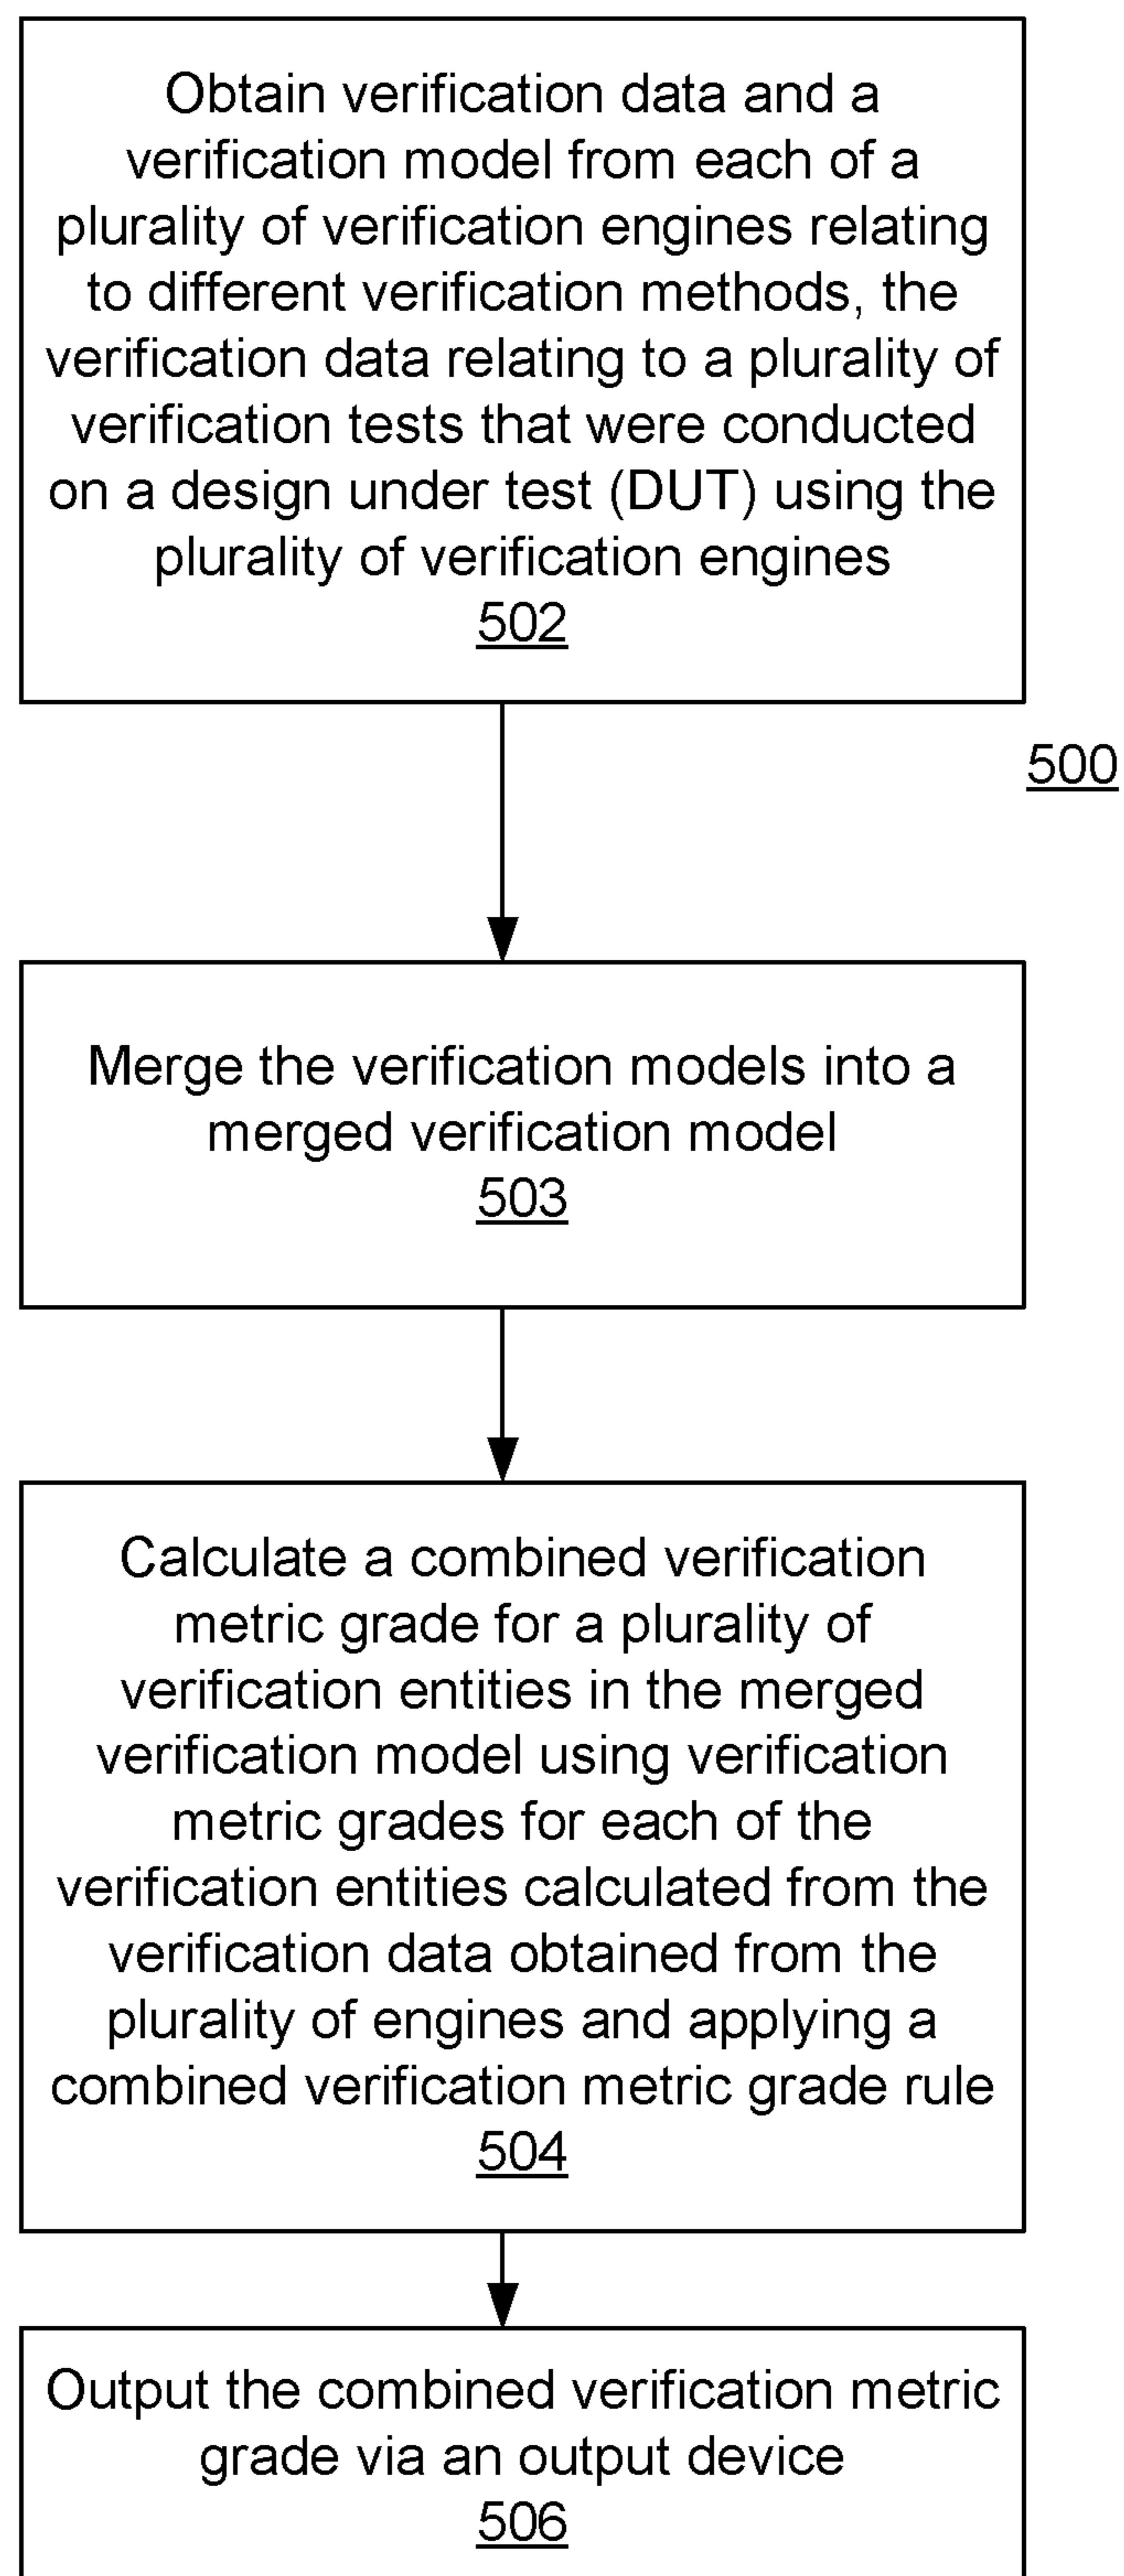 Obtain verification data and a
verification model from each of a
plurality of verification engines relating
to different verification methods, the
verification data relating to a plurality of
verification tests that were conducted
on a design under test (DUT) using the
plurality of verification engines
502
500
Merge the verification models into a
merged verification model
503
Calculate a combined verification
metric grade for a plurality of
verification entities in the merged
verification model using verification
metric grades for each of the
verification entities calculated from the
verification data obtained from the
plurality of engines and applying a
combined verification metric grade rule
504
Output the combined verification metric
grade via an output device
506